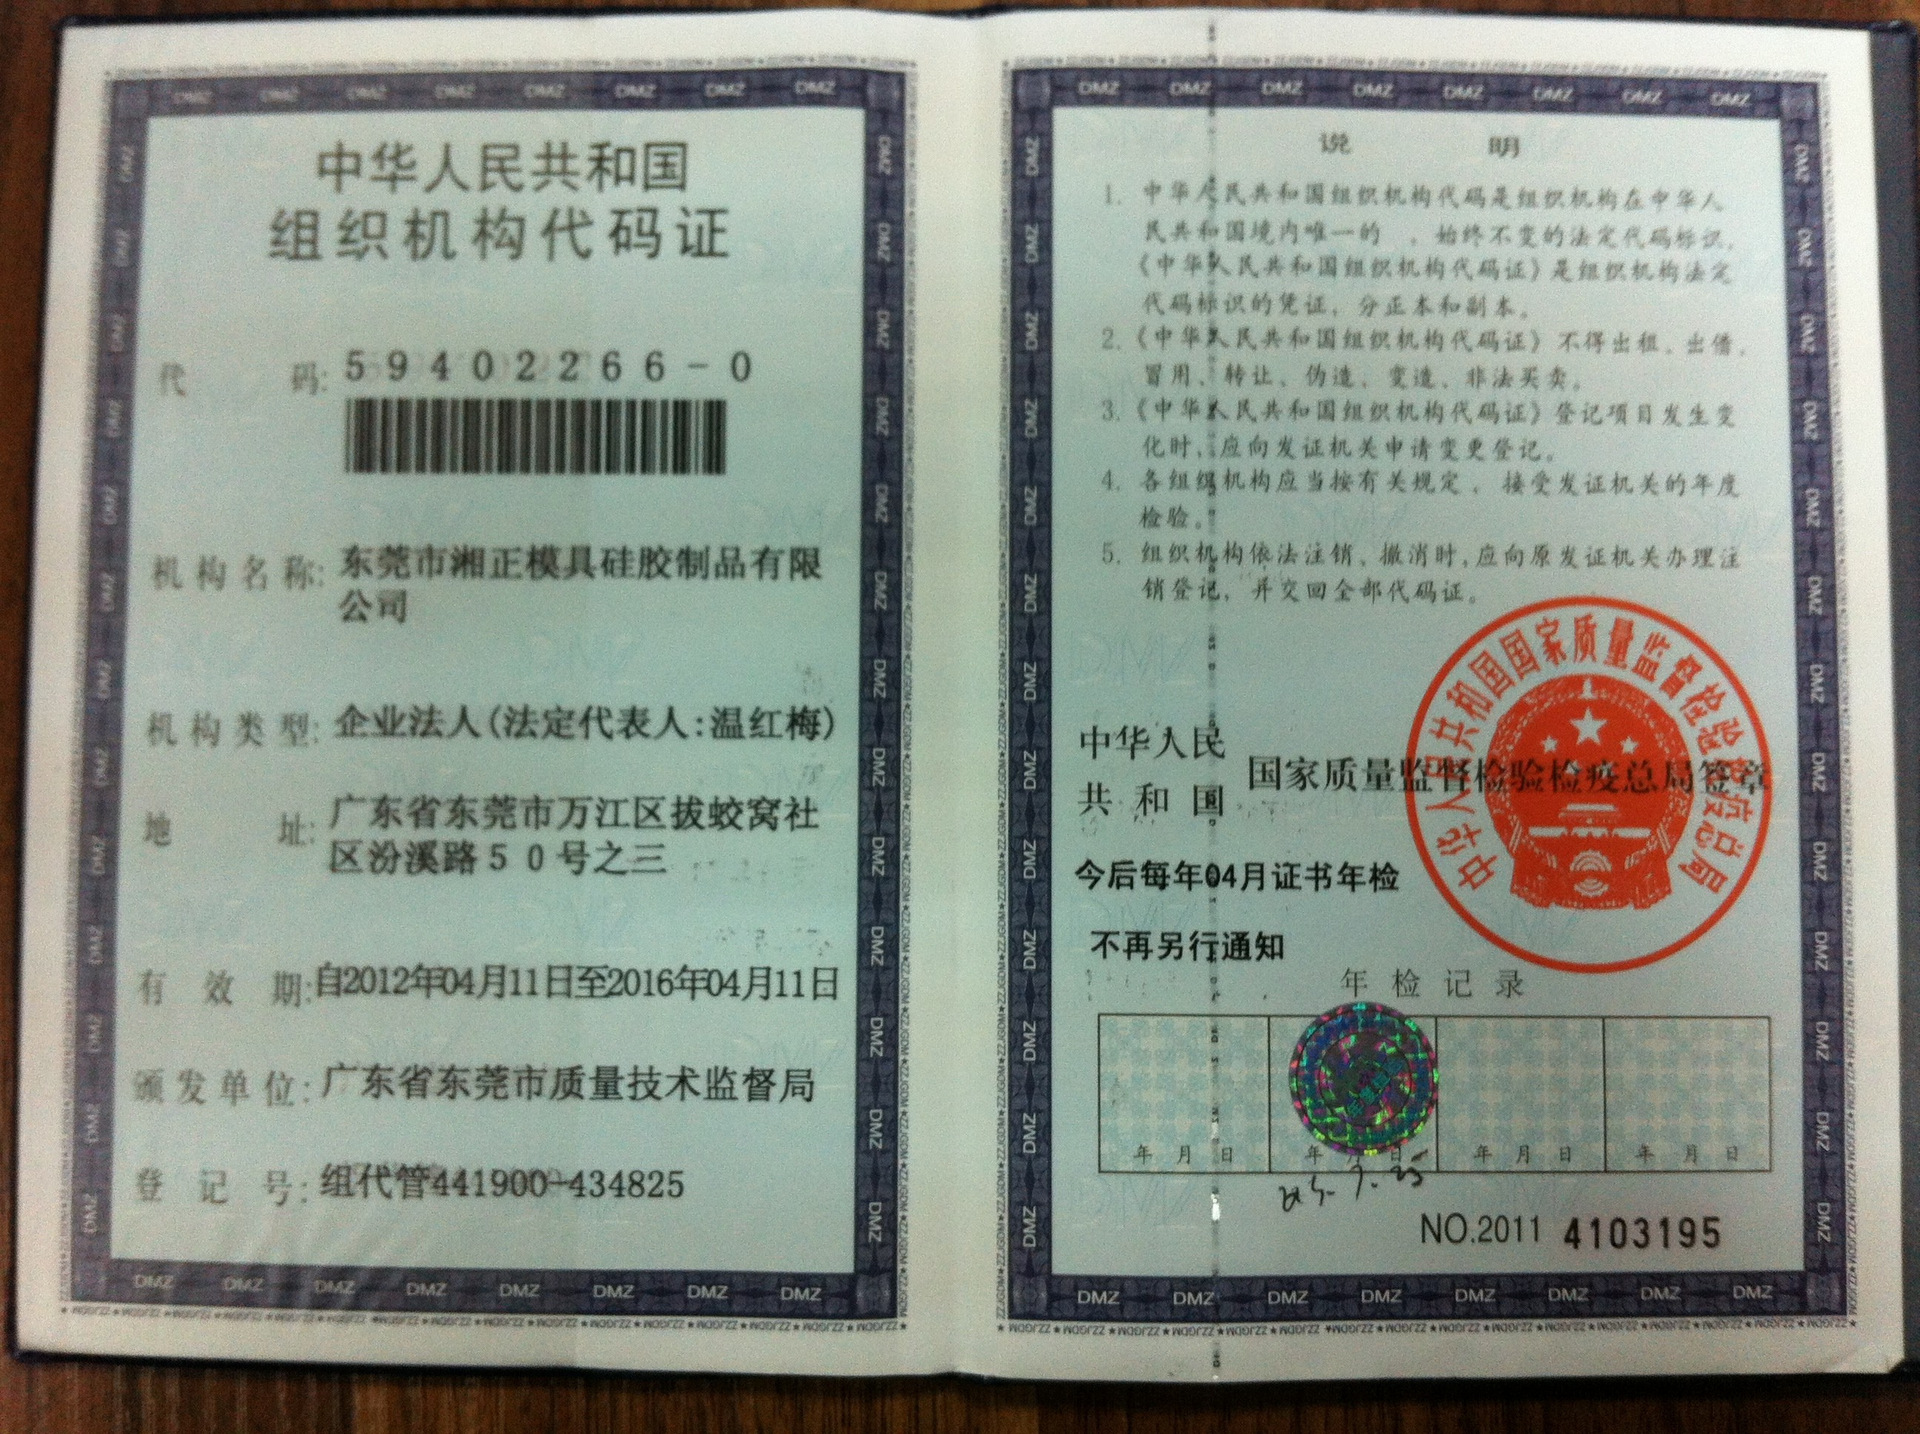 中华人民共和国
组织机构代码证
代 码: 59402266-0
机构名称: 东莞市湘正模具硅胶制品有限
公司
机构类型: 企业法人(法定代表人:温红梅)
地 址: 广东省东莞市万江区拔蛟窝社
区汾溪路50号之三
有 效 期: 自2012年04月11日至2016年04月11日
颁发单位: 广东省东莞市质量技术监督局
登 记 号: 组代管441900-434825
说 明
1. 中华人民共和国组织机构代码是组织机构在中华人
民共和国境内唯一的 、始终不变的法定代码标识,
《中华人民共和国组织机构代码证》是组织机构法定
代码标识的凭证,分正本和副本。
2. 《中华人民共和国组织机构代码证》不得出租、出借、
冒用、转让、伪造、变造、非法买卖。
3. 《中华人民共和国组织机构代码证》登记项目发生变
化时,应向发证机关申请变更登记。
4. 各组织机构应当按有关规定,接受发证机关的年度
检验。
5. 组织机构依法注销、撤消时,应向原发证机关办理注
销登记,并交回全部代码证。
中华人民
共和国
国家质量监督检验检疫总局签章
中华人民共和国国家质量监督检验检疫总局
今后每年04月证书年检
不再另行通知
年检记录
年 月 日 年 月 日 年 月 日 年 月 日
NO.2011 4103195